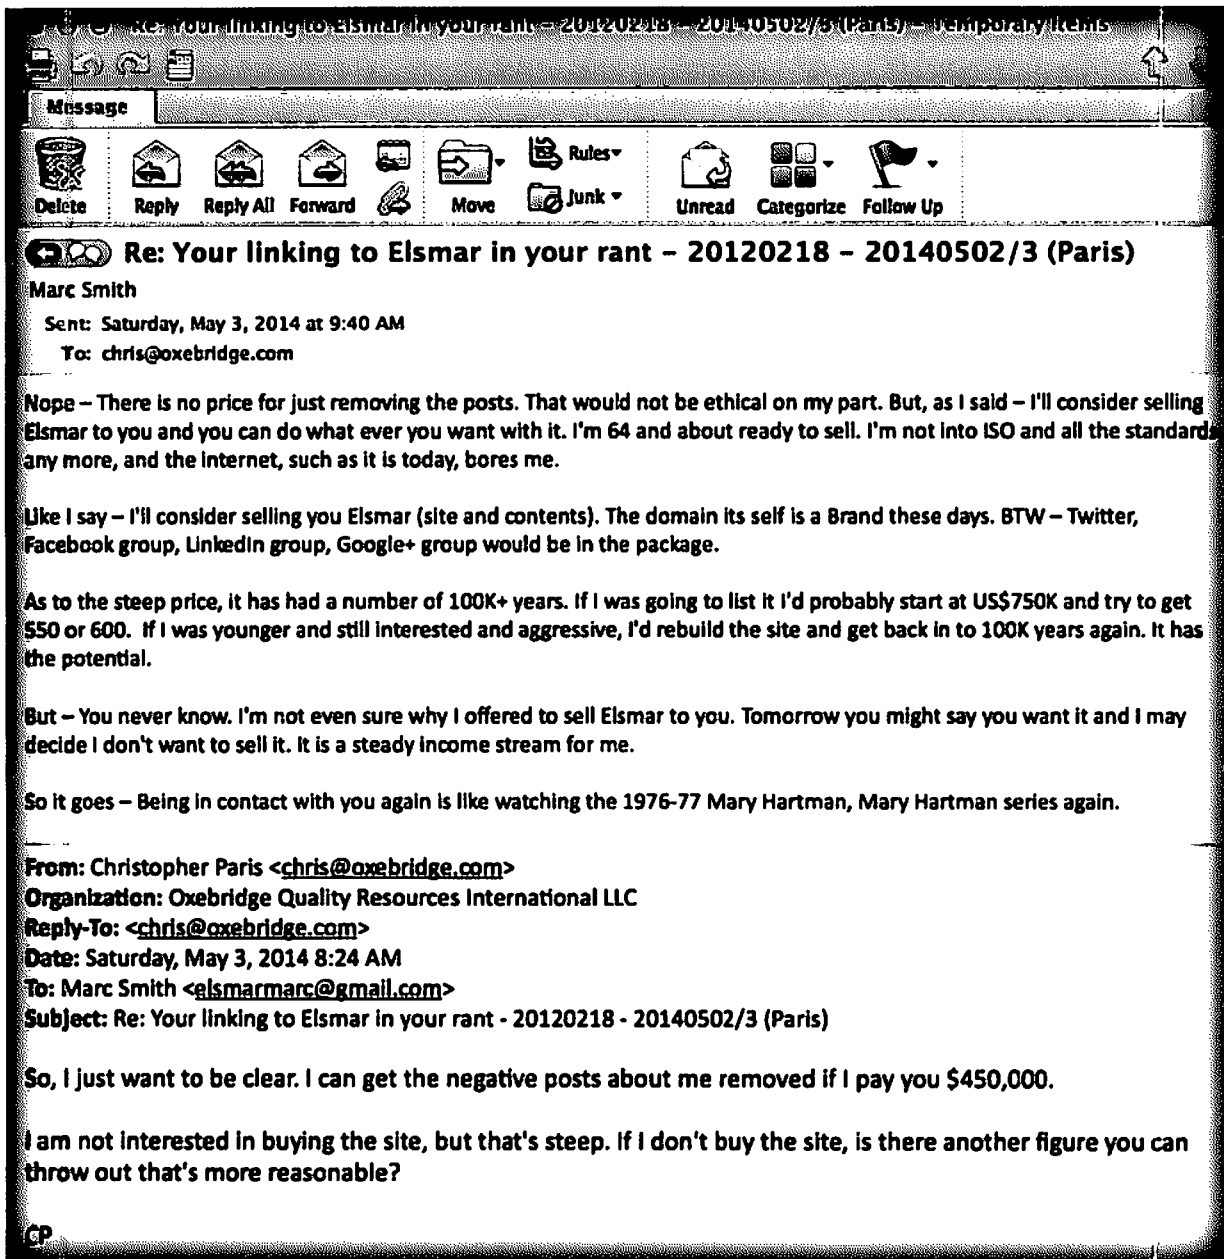 Re: Your linking to Elsmar in your rant – 20120218 – 20140502/3 (Paris) – Temporary Items
Message
Delete
Reply
Reply All
Forward
Move
Rules
Junk
Unread
Categorize
Follow Up
Re: Your linking to Elsmar in your rant – 20120218 – 20140502/3 (Paris)
Marc Smith
Sent: Saturday, May 3, 2014 at 9:40 AM
To: chris@oxebridge.com
Nope – There is no price for just removing the posts. That would not be ethical on my part. But, as I said – I'll consider selling
Elsmar to you and you can do what ever you want with it. I'm 64 and about ready to sell. I'm not into ISO and all the standards
any more, and the internet, such as it is today, bores me.
Like I say – I'll consider selling you Elsmar (site and contents). The domain its self is a Brand these days. BTW – Twitter,
Facebook group, LinkedIn group, Google+ group would be in the package.
As to the steep price, it has had a number of 100K+ years. If I was going to list it I'd probably start at US$750K and try to get
550 or 600. If I was younger and still interested and aggressive, I'd rebuild the site and get back in to 100K years again. It has
the potential.
But – You never know. I'm not even sure why I offered to sell Elsmar to you. Tomorrow you might say you want it and I may
decide I don't want to sell it. It is a steady income stream for me.
So it goes – Being in contact with you again is like watching the 1976-77 Mary Hartman, Mary Hartman series again.
From: Christopher Paris <chris@oxebridge.com>
Organization: Oxebridge Quality Resources International LLC
Reply-To: <chris@oxebridge.com>
Date: Saturday, May 3, 2014 8:24 AM
To: Marc Smith <elsmarmarc@gmail.com>
Subject: Re: Your linking to Elsmar in your rant - 20120218 - 20140502/3 (Paris)
So, I just want to be clear. I can get the negative posts about me removed if I pay you $450,000.
I am not interested in buying the site, but that's steep. If I don't buy the site, is there another figure you can
throw out that's more reasonable?
CP